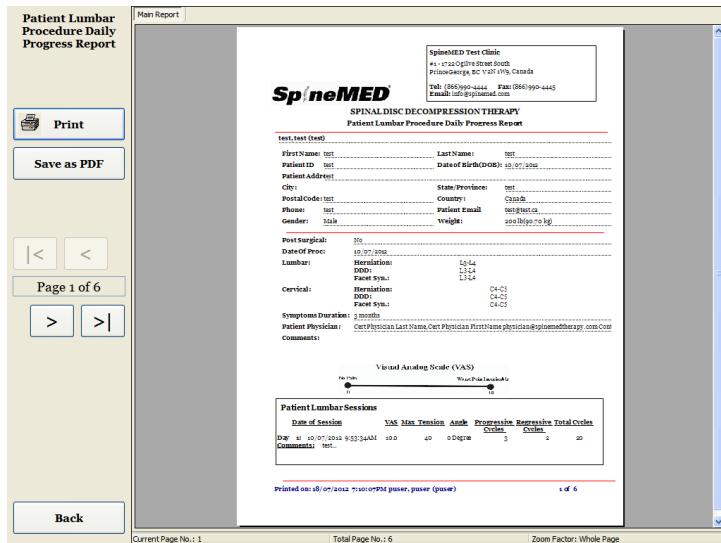 Patient Lumbar
Procedure Daily
Progress Report
Print
Save as PDF
|<
<
Page 1 of 6
>
>|
Back
Main Report
SpineMED Test Clinic
#1 - 1722 Ogilve Street South
Prince George, BC V2N 1W9, Canada
Tel: (866)990-4444 Fax: (866)990-4445
Email: info@spinemed.com
SpineMED
SPINAL DISC DECOMPRESSION THERAPY
Patient Lumbar Procedure Daily Progress Report
test, test (test)
First Name: test Last Name: test
Patient ID test Date of Birth(DOB): 10/07/2012
Patient Addr test
City: State/Province: test
Postal Code: test Country: Canada
Phone: test Patient Email test@test.ca
Gender: Male Weight: 200 lb(90.70 kg)
Post Surgical: No
Date Of Proc: 10/07/2012
Lumbar: Herniation: L3-L4
DDD: L3-L4
Facet Syn.: L3-L4
Cervical: Herniation: C4-C5
DDD: C4-C5
Facet Syn.: C4-C5
Symptoms Duration: 3 months
Patient Physician: Cert Physician Last Name, Cert Physician First Name physician@spinemedtherapy.com Cont
Comments:
Visual Analog Scale (VAS)
No Pain Worst Pain Imaginable
0 10
Patient Lumbar Sessions
Date of Session VAS Max Tension Angle Progressive Cycles Regressive Cycles Total Cycles
Day 1: 10/07/2012 9:53:34AM 10.0 40 0 Degree 3 2 20
Comments: test..
Printed on: 18/07/2012 7:10:07PM puser, puser (puser) 1 of 6
Current Page No.: 1 Total Page No.: 6 Zoom Factor: Whole Page